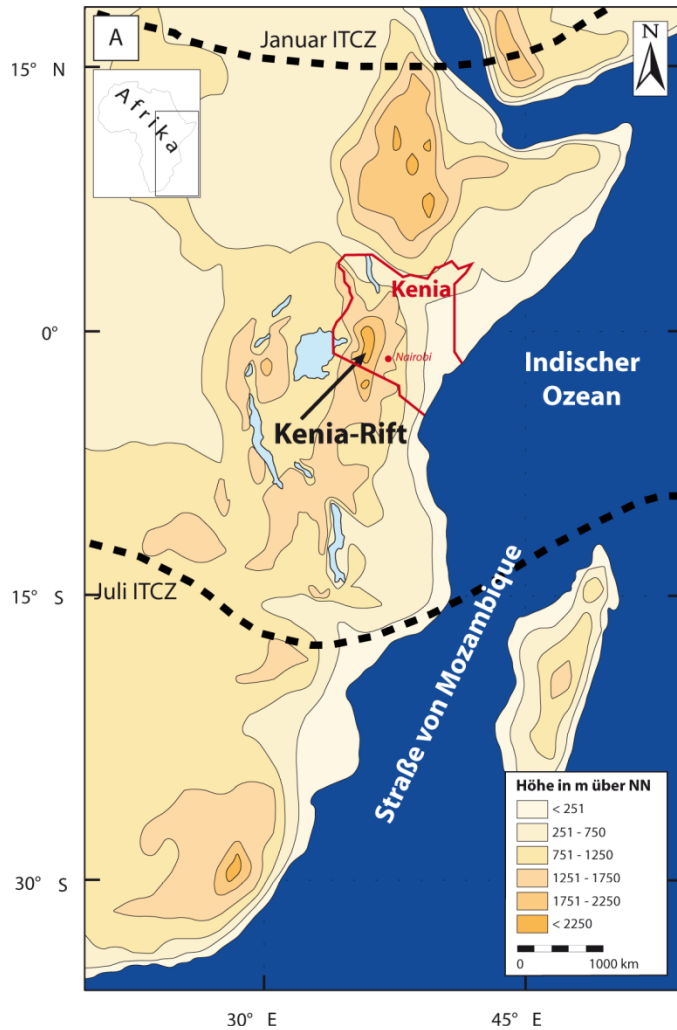 A
Januar ITCZ
N
15° N
Afrika
Kenia
0°
Nairobi
Indischer
Ozean
Kenia-Rift
15° S
Juli ITCZ
Straße von Mozambique
Höhe in m über NN
< 251
251 - 750
751 - 1250
1251 - 1750
1751 - 2250
< 2250
0 1000 km
30° S
30° E 45° E